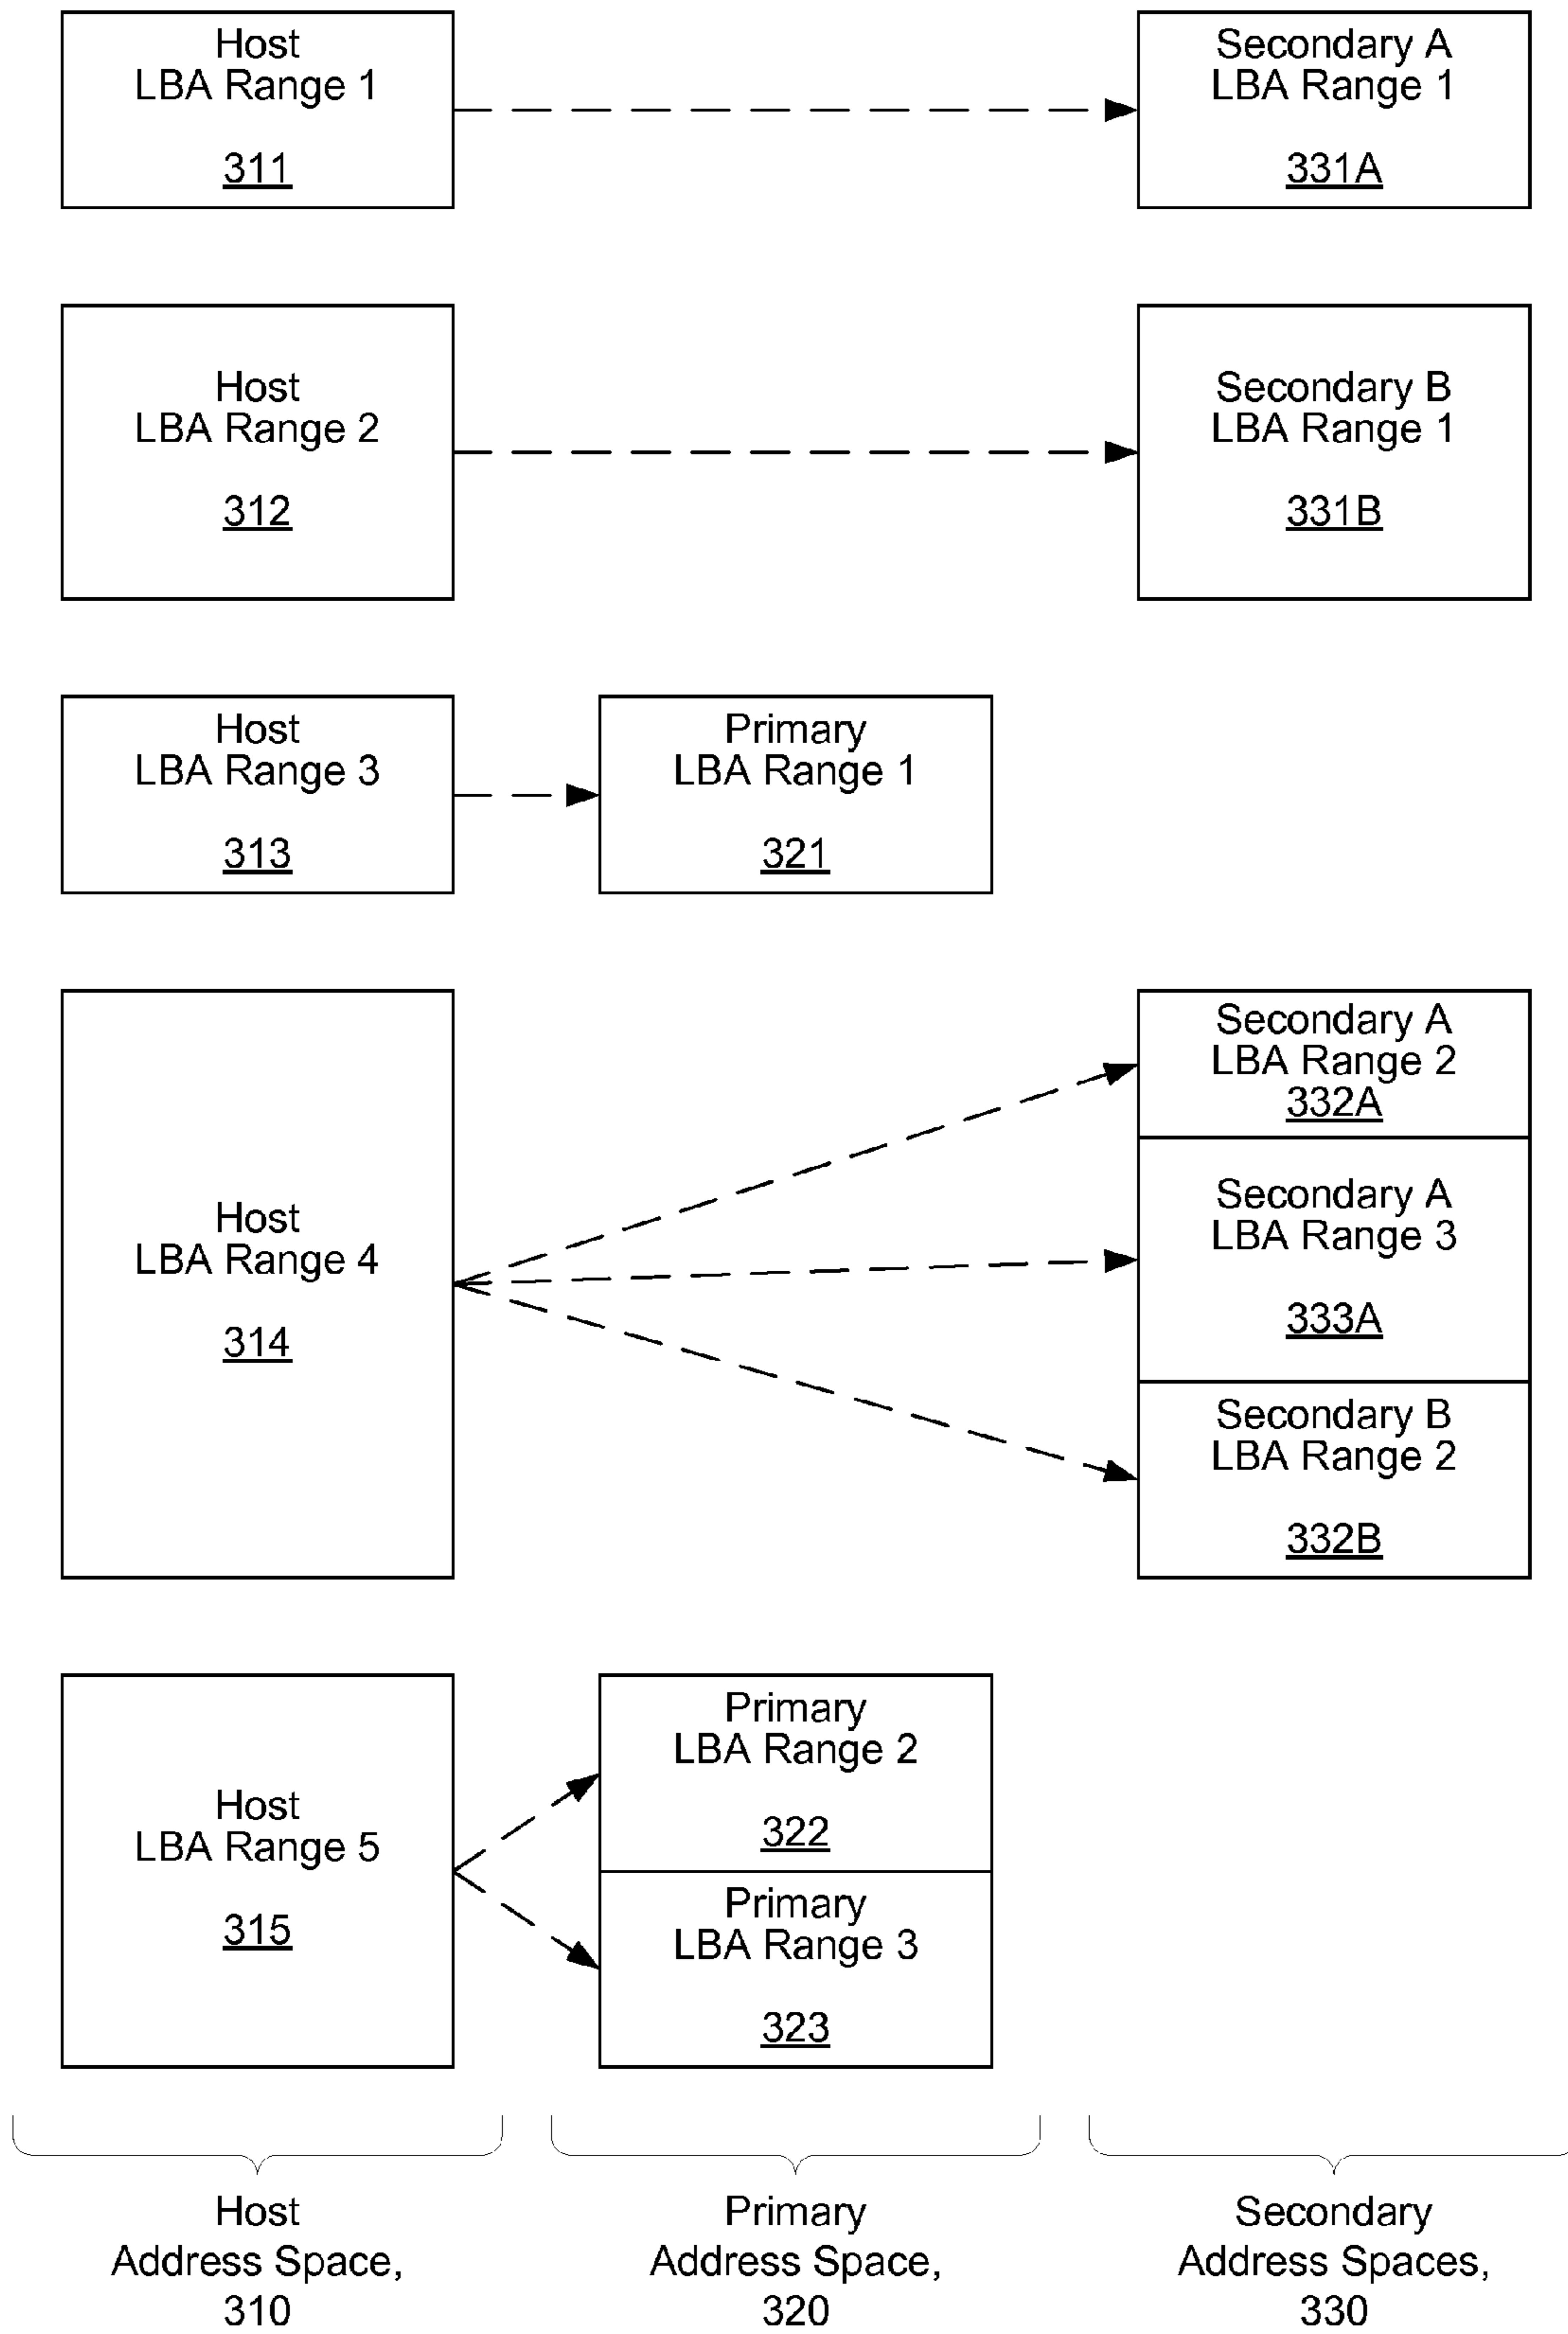 Host
LBA Range 1
311
Secondary A
LBA Range 1
331A
Host
LBA Range 2
312
Secondary B
LBA Range 1
331B
Host
LBA Range 3
313
Primary
LBA Range 1
321
Host
LBA Range 4
314
Secondary A
LBA Range 2
332A
Secondary A
LBA Range 3
333A
Secondary B
LBA Range 2
332B
Host
LBA Range 5
315
Primary
LBA Range 2
322
Primary
LBA Range 3
323
Host
Address Space,
310
Primary
Address Space,
320
Secondary
Address Spaces,
330